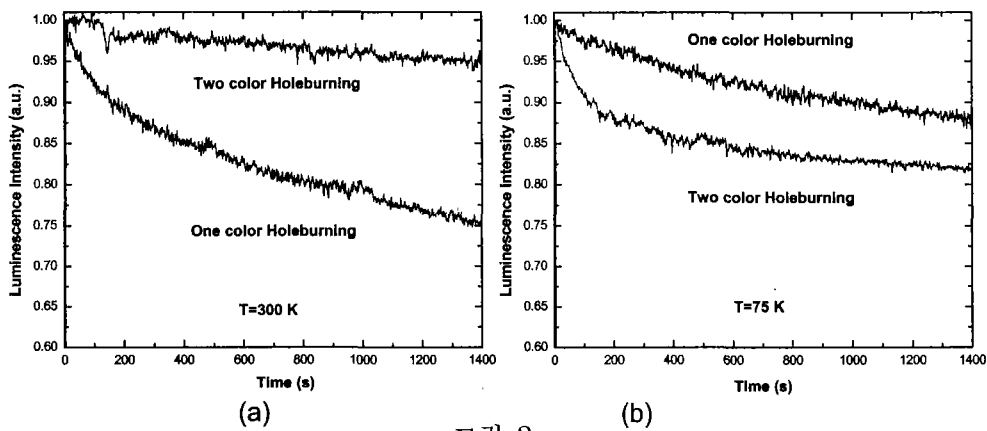 1.00
0.95
0.90
0.85
0.80
0.75
0.70
0.65
0.60
Luminescence Intensity (a.u.)
Two color Holeburning
One color Holeburning
T=300 K
0 200 400 600 800 1000 1200 1400
Time (s)
(a)
1.00
0.95
0.90
0.85
0.80
0.75
0.70
0.65
0.60
Luminescence Intensity (a.u.)
One color Holeburning
Two color Holeburning
T=75 K
0 200 400 600 800 1000 1200 1400
Time (s)
(b)